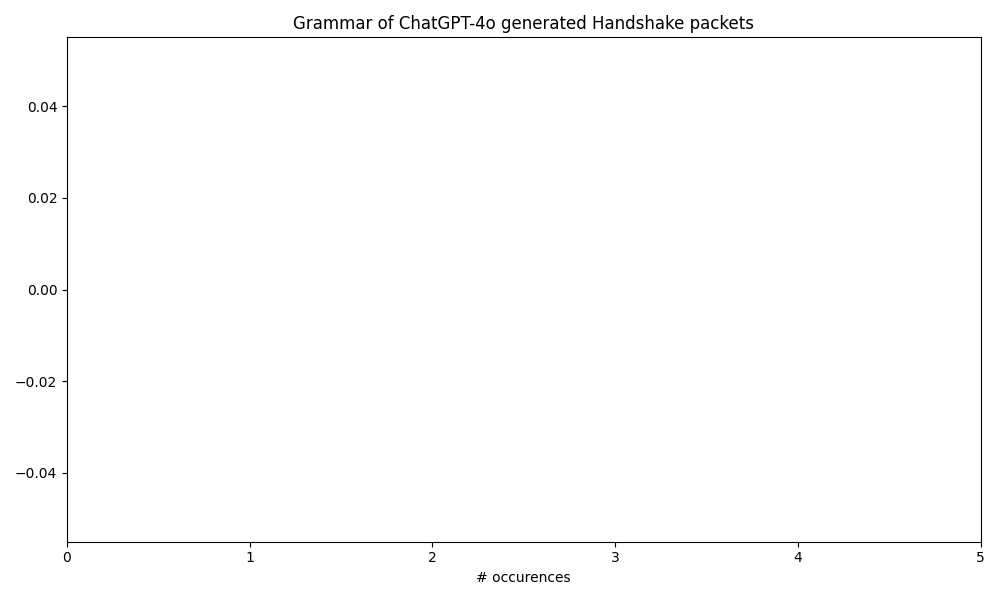 Grammar of ChatGPT-4o generated Handshake packets
0.04
0.02
0.00
−0.02
−0.04
0 1 2 3 4 5
# occurences